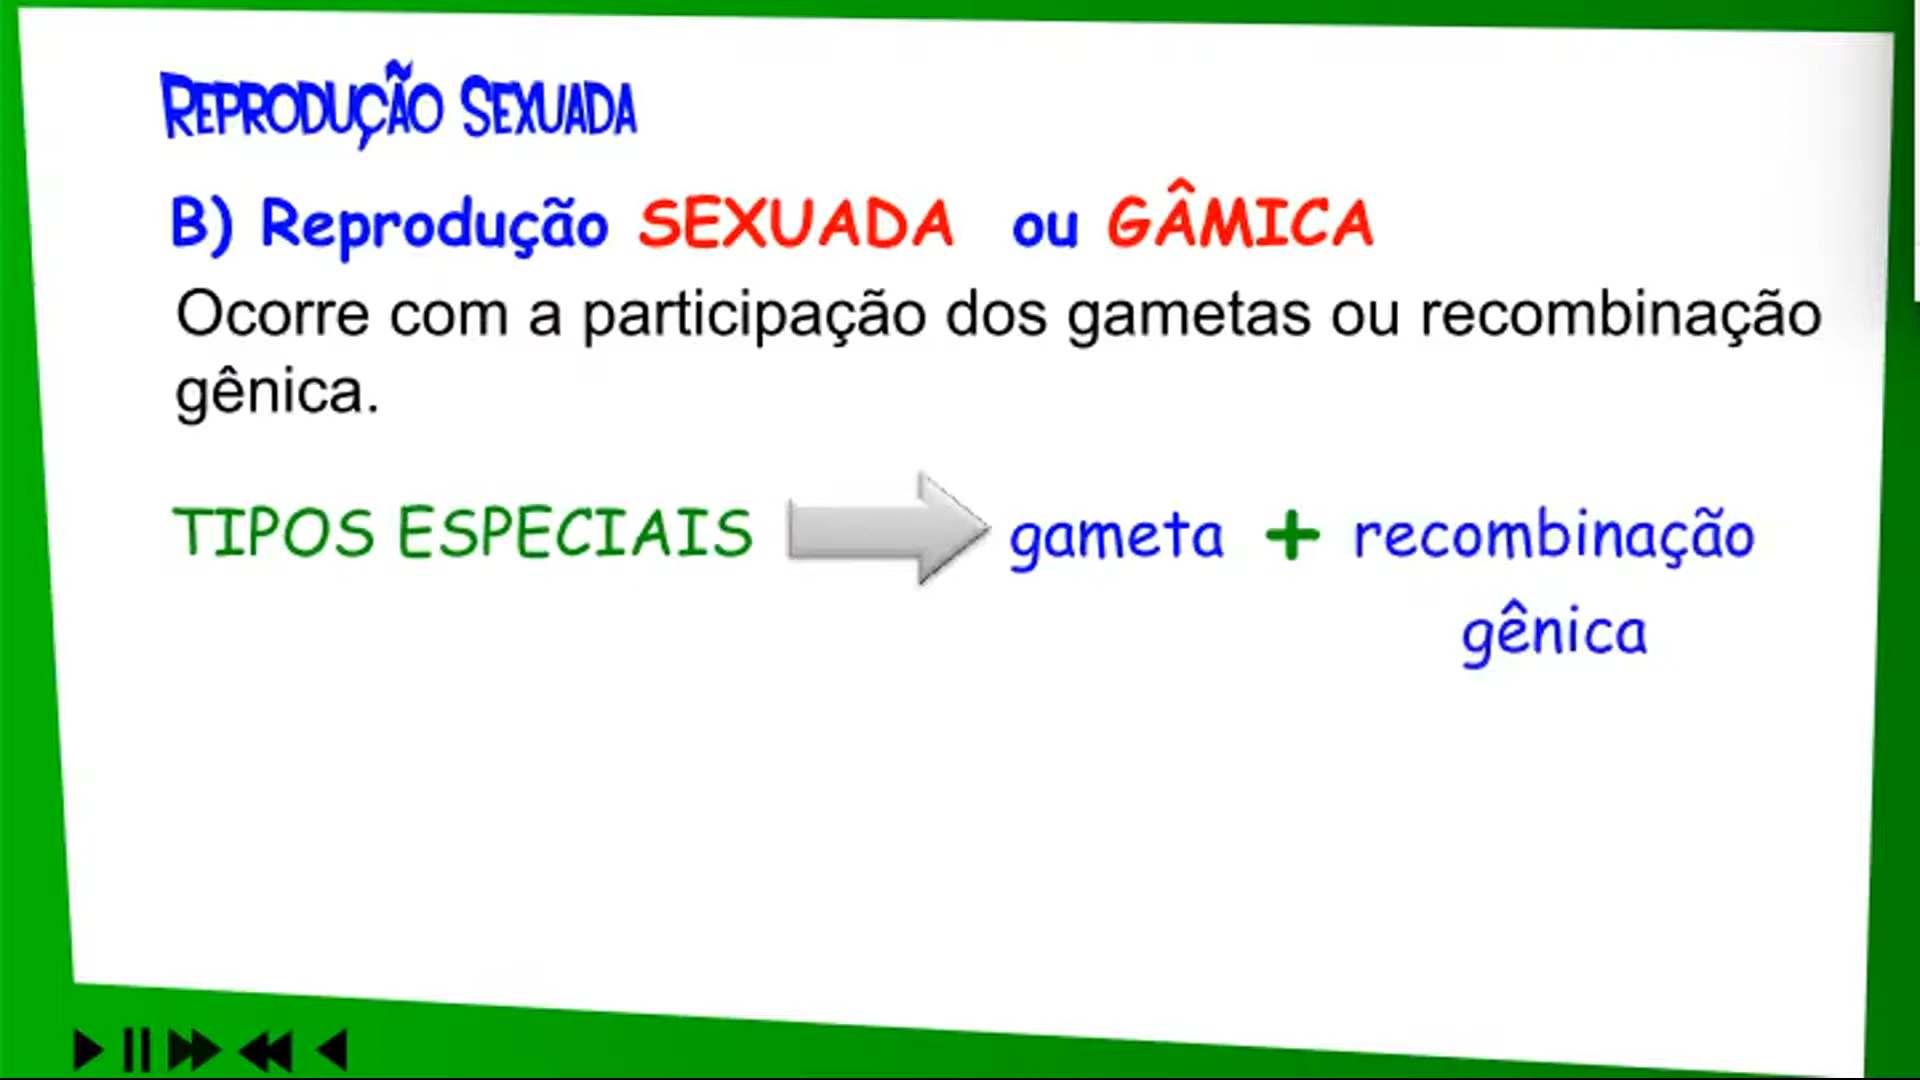 REPRODUÇÃO SEXUADA
B) Reprodução SEXUADA ou GÂMICA
Ocorre com a participação dos gametas ou recombinação
gênica.
TIPOS ESPECIAIS gameta + recombinação
gênica